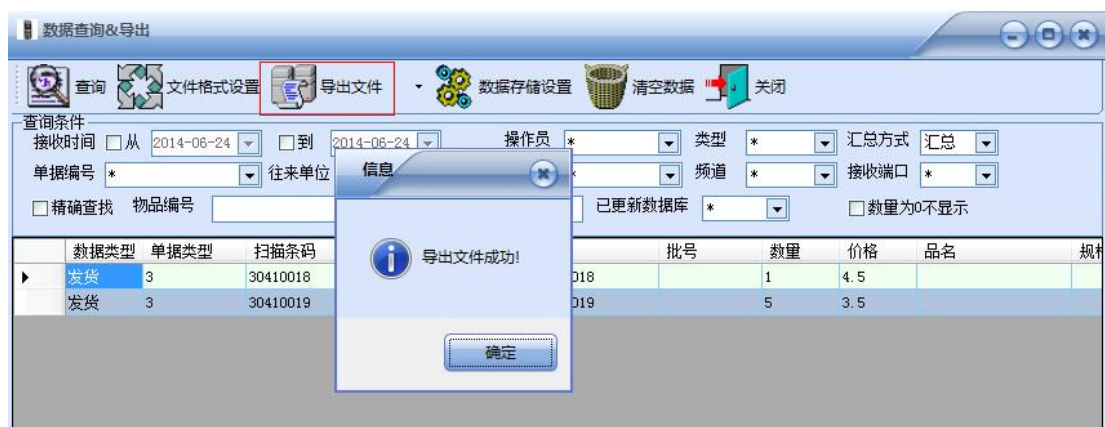 数据查询&导出
查询 文件格式设置 导出文件 数据存储设置 清空数据 关闭
查询条件
接收时间 从 2014-06-24 到 2014-06-24 操作员 * 类型 * 汇总方式 汇总
单据编号 * 往来单位 频道 * 接收端口 *
精确查找 物品编号 已更新数据库 * 数量为0不显示
信息
导出文件成功!
确定
数据类型 单据类型 扫描条码 批号 数量 价格 品名
发货 3 30410018 018 1 4.5
发货 3 30410019 019 5 3.5